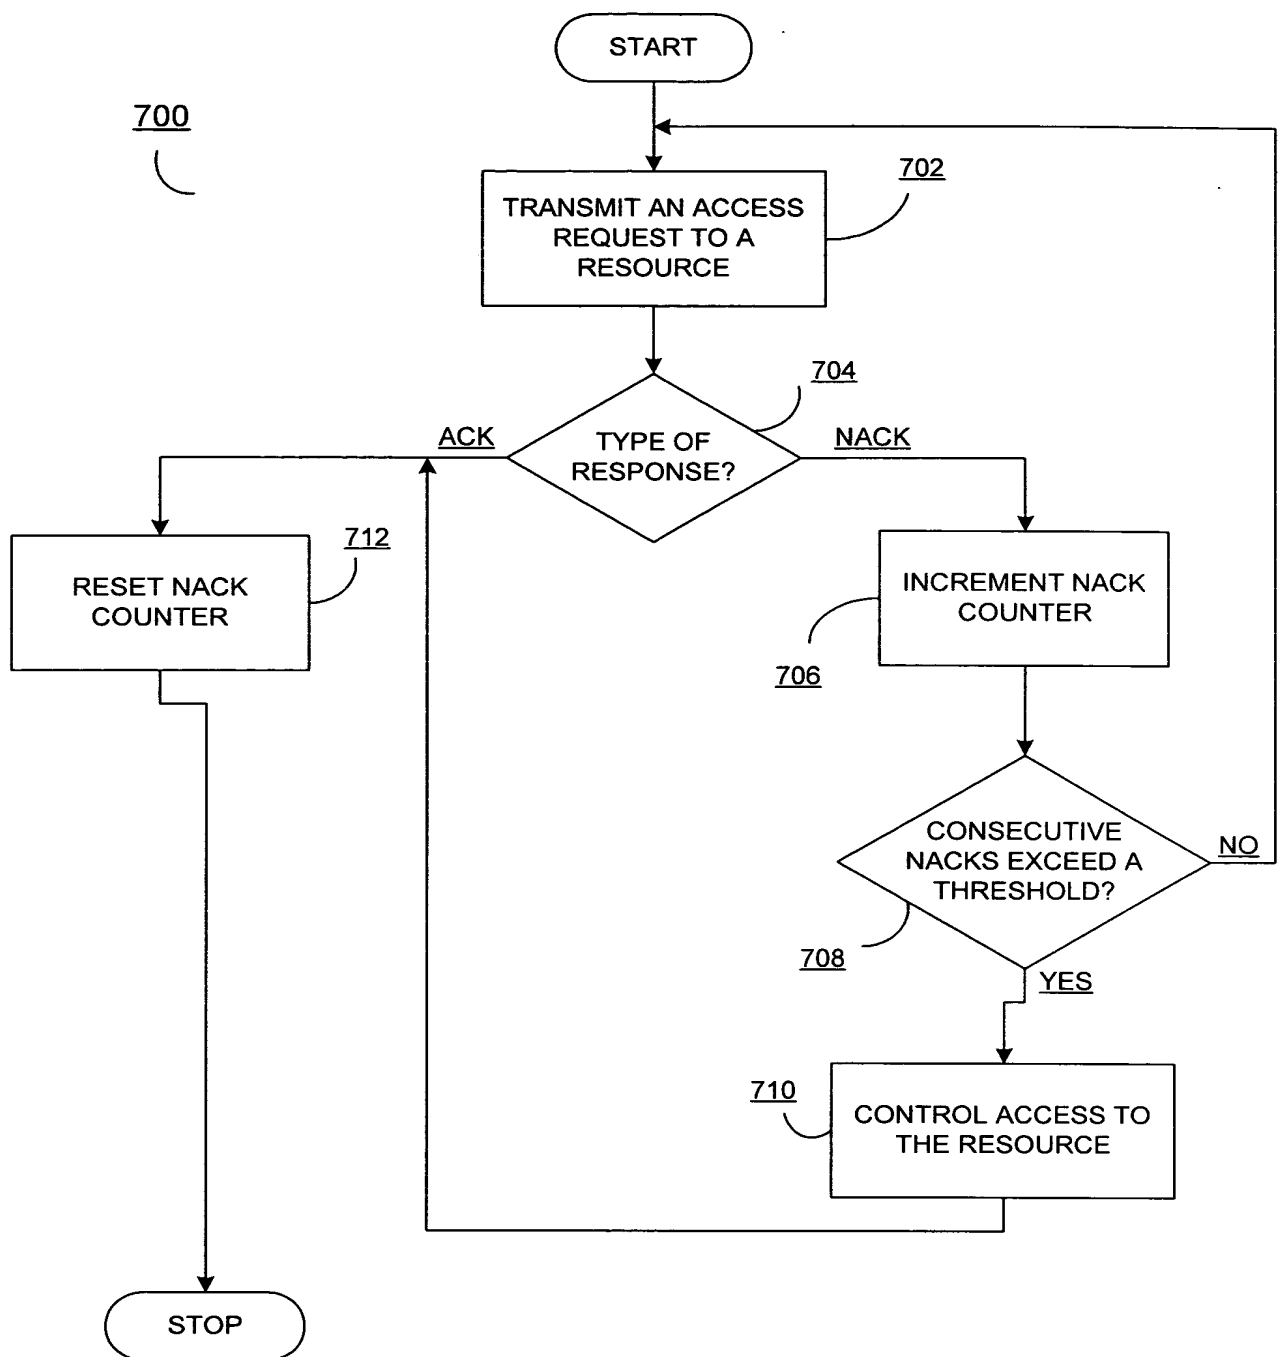 START
700
702
TRANSMIT AN ACCESS
REQUEST TO A
RESOURCE
704
ACK
TYPE OF
RESPONSE?
NACK
712
RESET NACK
COUNTER
INCREMENT NACK
COUNTER
706
CONSECUTIVE
NACKS EXCEED A
THRESHOLD?
NO
708
YES
710
CONTROL ACCESS TO
THE RESOURCE
STOP